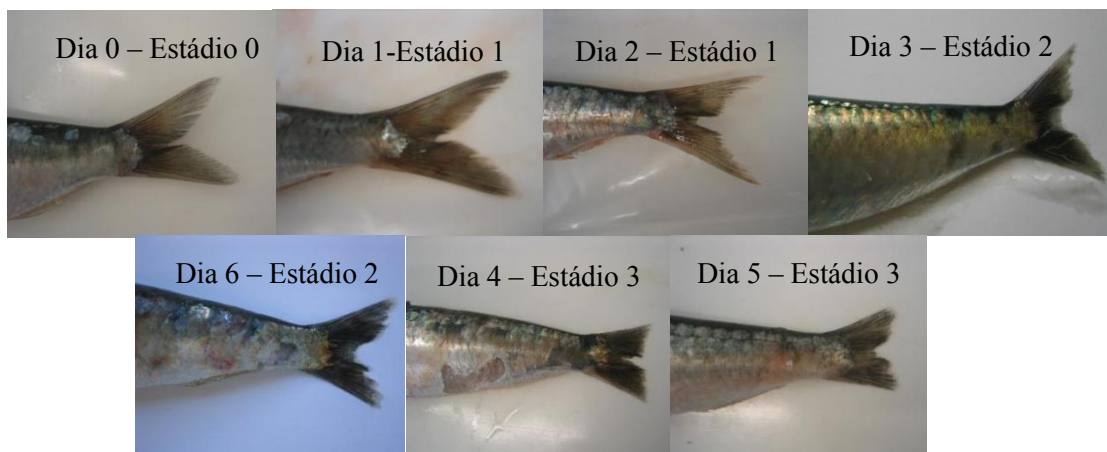 Dia 0 – Estádio 0
Dia 1-Estádio 1
Dia 2 – Estádio 1
Dia 3 – Estádio 2
Dia 6 – Estádio 2
Dia 4 – Estádio 3
Dia 5 – Estádio 3